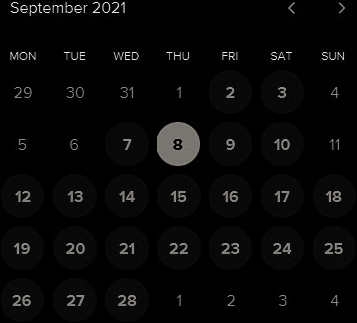 September 2021
MON TUE WED THU FRI SAT SUN
29 30 31 1 2 3 4
5 6 7 8 9 10 11
12 13 14 15 16 17 18
19 20 21 22 23 24 25
26 27 28 1 2 3 4